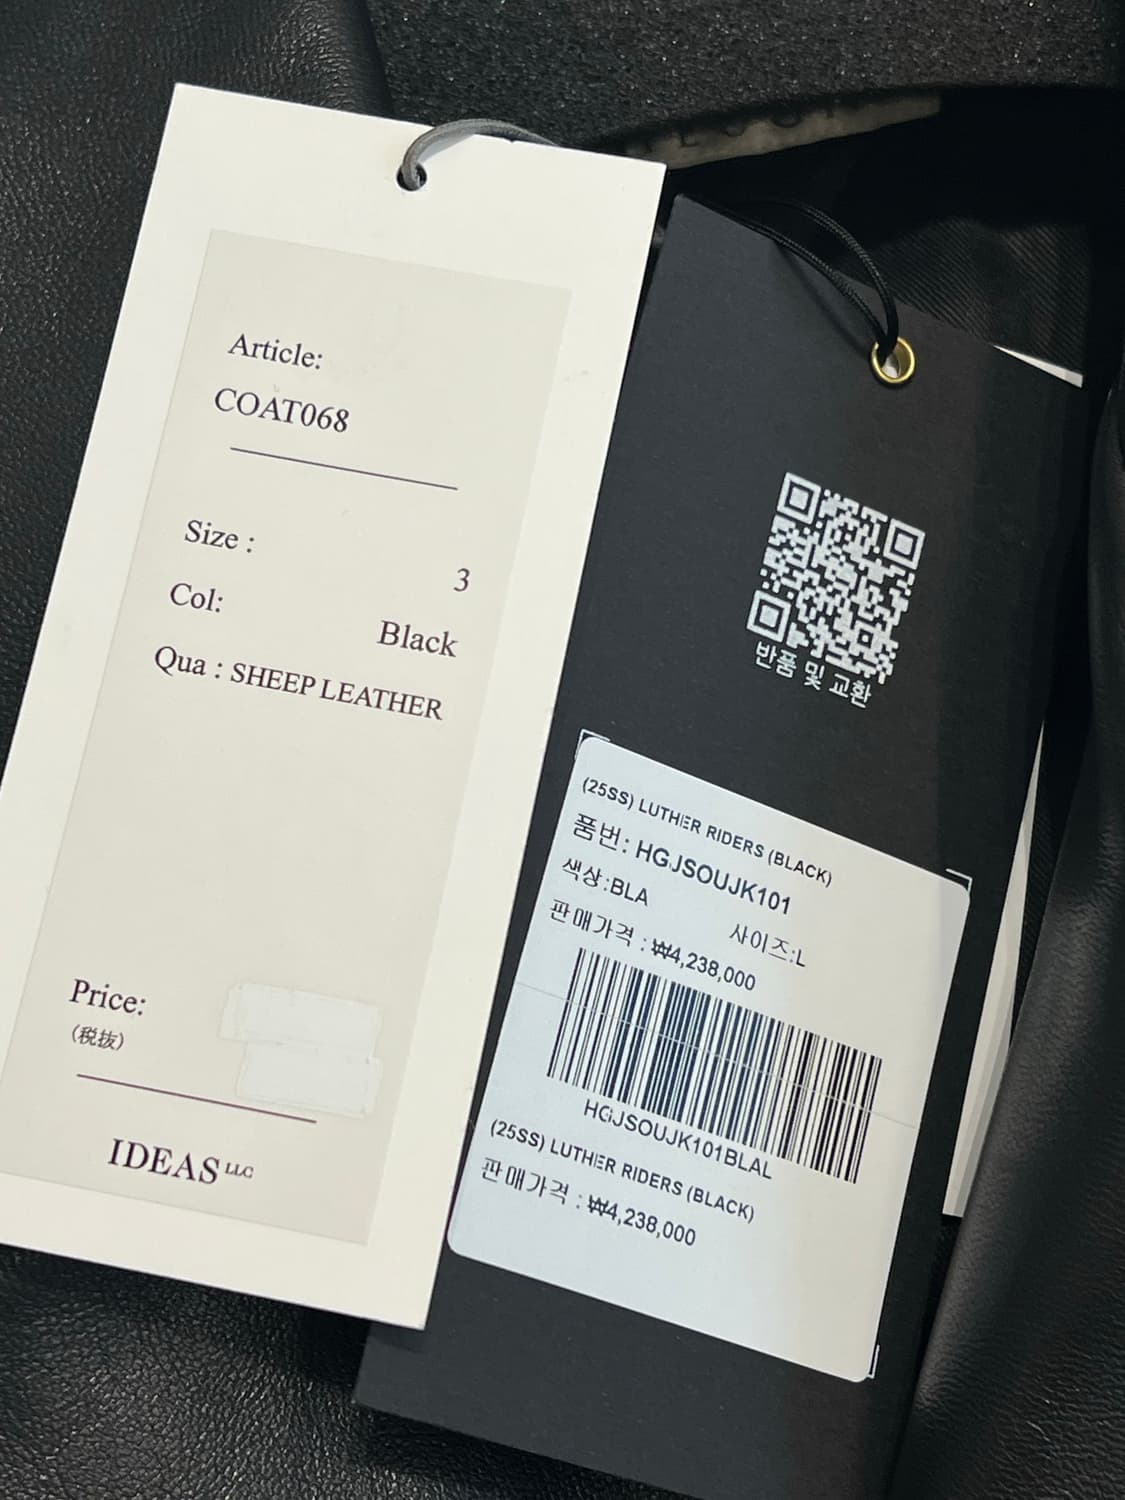 Article:
COAT068
Size :
3
Col:
Black
Qua : SHEEP LEATHER
Price:
(税抜)
IDEAS LLC
반품 및 교환
(25SS) LUTHER RIDERS (BLACK)
품번: HGJSOUJK101
색상:BLA 사이즈:L
판매가격 : ₩4,238,000
HGJSOUJK101BLAL
(25SS) LUTHER RIDERS (BLACK)
판매가격 : ₩4,238,000